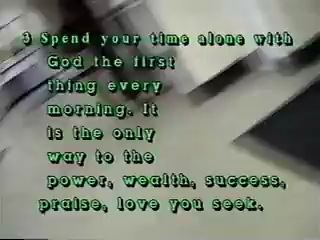 3 Spend your time alone with
God the first
thing every
morning. It
is the only
way to the
power, wealth, success,
praise, love you seek.